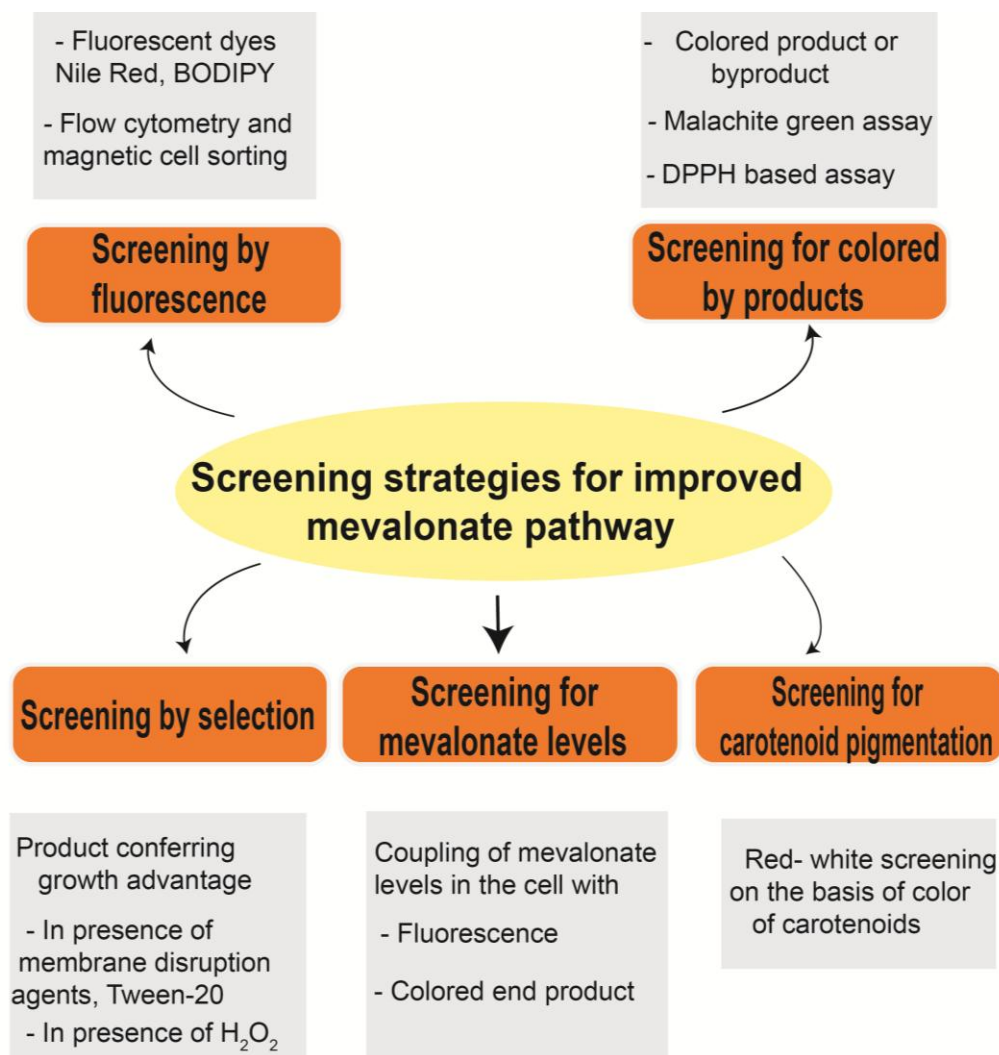 - Fluorescent dyes
Nile Red, BODIPY
- Flow cytometry and
magnetic cell sorting
Screening by
fluorescence
- Colored product or
byproduct
- Malachite green assay
- DPPH based assay
Screening for colored
by products
Screening strategies for improved
mevalonate pathway
Screening by selection
Screening for
mevalonate levels
Screening for
carotenoid pigmentation
Product conferring
growth advantage
- In presence of
membrane disruption
agents, Tween-20
- In presence of H₂O₂
Coupling of mevalonate
levels in the cell with
- Fluorescence
- Colored end product
Red- white screening
on the basis of color
of carotenoids